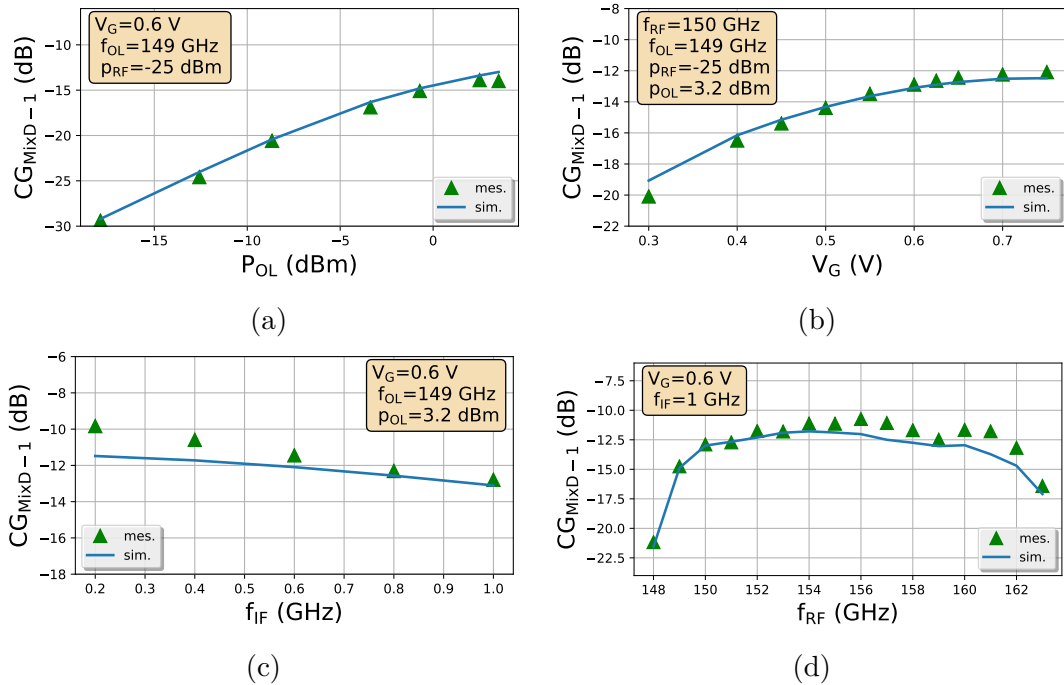 V_G=0.6 V
f_OL=149 GHz
p_RF=-25 dBm
CG_MixD−1 (dB)
−10
−15
−20
−25
−30
−15
−10
−5
0
P_OL (dBm)
mes.
sim.
(a)
f_RF=150 GHz
f_OL=149 GHz
p_RF=-25 dBm
p_OL=3.2 dBm
CG_MixD−1 (dB)
−8
−10
−12
−14
−16
−18
−20
−22
0.3
0.4
0.5
0.6
0.7
V_G (V)
mes.
sim.
(b)
V_G=0.6 V
f_OL=149 GHz
p_OL=3.2 dBm
CG_MixD−1 (dB)
−6
−8
−10
−12
−14
−16
−18
0.2
0.3
0.4
0.5
0.6
0.7
0.8
0.9
1.0
f_IF (GHz)
mes.
sim.
(c)
V_G=0.6 V
f_IF=1 GHz
CG_MixD−1 (dB)
−7.5
−10.0
−12.5
−15.0
−17.5
−20.0
−22.5
148
150
152
154
156
158
160
162
f_RF (GHz)
mes.
sim.
(d)